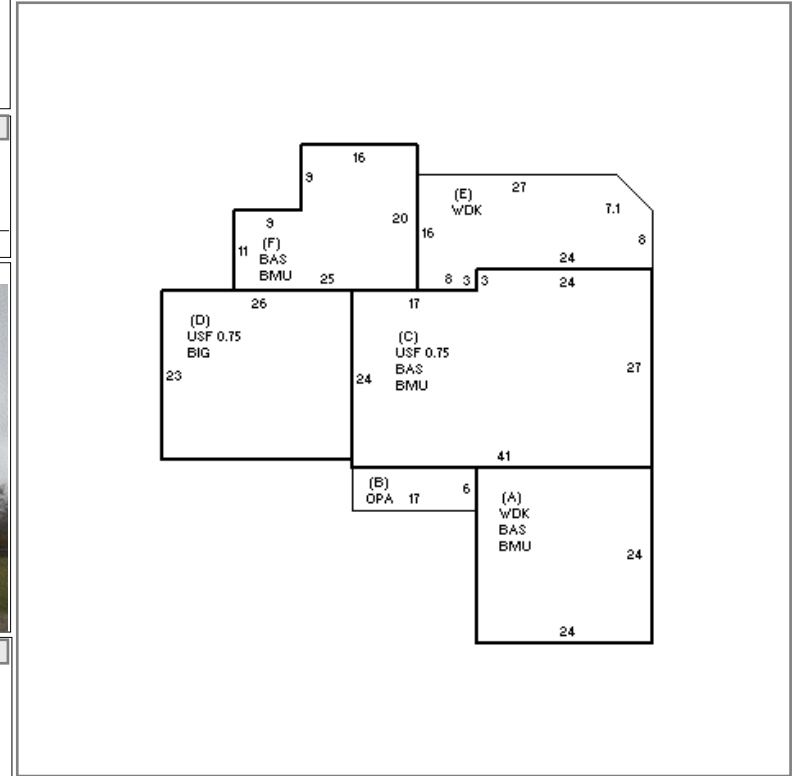 16
9
27
(E)
WDK
7.1
9
20
16
8
11
(F)
BAS
BMU
25
24
8 3 3
24
26
17
(D)
USF 0.75
BIG
(C)
USF 0.75
BAS
BMU
23
24
27
41
(B)
OPA 17
6
(A)
WDK
BAS
BMU
24
24